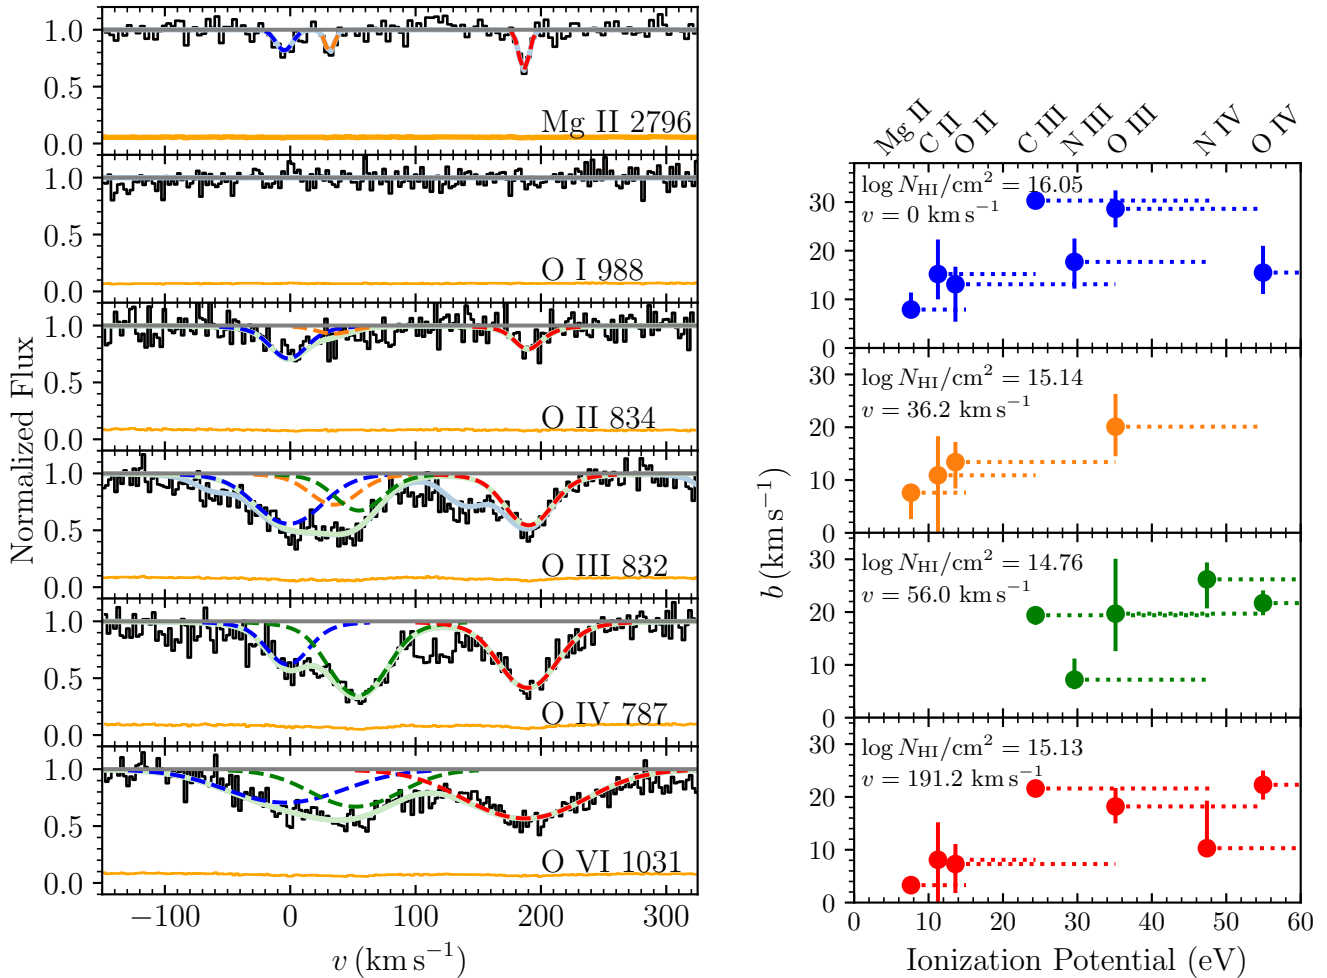 Normalized Flux
1.0
0.5
0.0
Mg II 2796
1.0
0.5
0.0
O I 988
1.0
0.5
0.0
O II 834
1.0
0.5
0.0
O III 832
1.0
0.5
0.0
O IV 787
1.0
0.5
0.0
O VI 1031
−100 0 100 200 300
v (km s⁻¹)
Mg II C II O II C III N III O III N IV O IV
b(km s⁻¹)
log N_HI/cm² = 16.05
v = 0 km s⁻¹
30
20
10
0
log N_HI/cm² = 15.14
v = 36.2 km s⁻¹
30
20
10
0
log N_HI/cm² = 14.76
v = 56.0 km s⁻¹
30
20
10
0
log N_HI/cm² = 15.13
v = 191.2 km s⁻¹
30
20
10
0
0 10 20 30 40 50 60
Ionization Potential (eV)